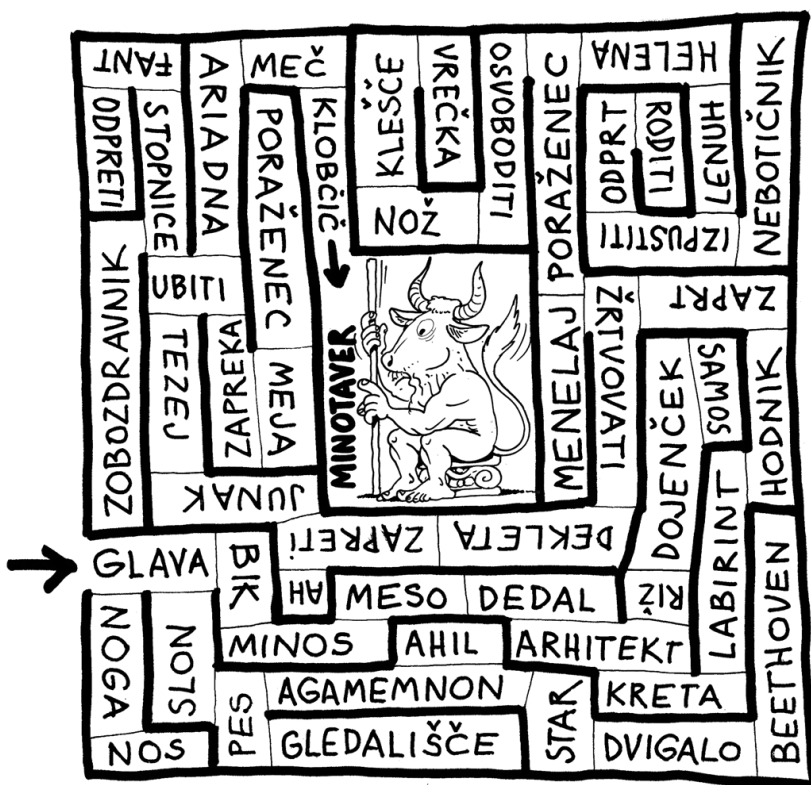 FANT
ARIADNA
MEČ
KLEŠČE
VREČKA
OSVOBODITI
PORAŽENEC
HELENA
NEBOTIČNIK
ODPRETI
STOPNICE
PORAŽENEC
KLOBČIČ
ODPRT
RODITI
LENUH
NOŽ
IZPUSTITI
ZOBOZDRAVNIK
UBITI
MINOTAVER
MENELAJ
ŽRTVOVATI
ZAPRT
TEZEJ
ZAPREKA
MEJA
DOJENČEK
SAMOS
HODNIK
JUNAK
LABIRINT
GLAVA
BIK
ZAPRETI
DEKLETA
BEETHOVEN
AH
MESO
DEDAL
RIŽ
NOGA
SLON
MINOS
AHIL
ARHITEKT
PES
AGAMEMNON
STAR
KRETA
NOS
GLEDALIŠČE
DVIGALO